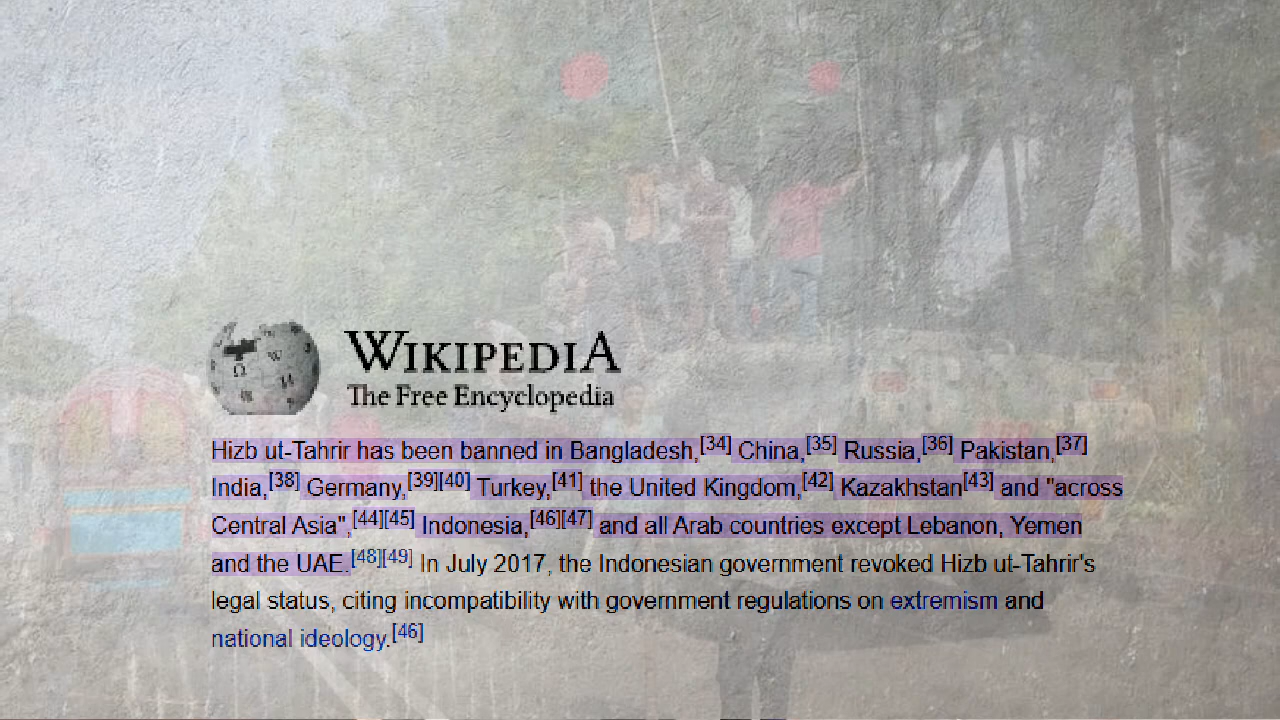 WIKIPEDIA
The Free Encyclopedia
Hizb ut-Tahrir has been banned in Bangladesh,[34] China,[35] Russia,[36] Pakistan,[37]
India,[38] Germany,[39][40] Turkey,[41] the United Kingdom,[42] Kazakhstan[43] and "across
Central Asia",[44][45] Indonesia,[46][47] and all Arab countries except Lebanon, Yemen
and the UAE.[48][49] In July 2017, the Indonesian government revoked Hizb ut-Tahrir's
legal status, citing incompatibility with government regulations on extremism and
national ideology.[46]